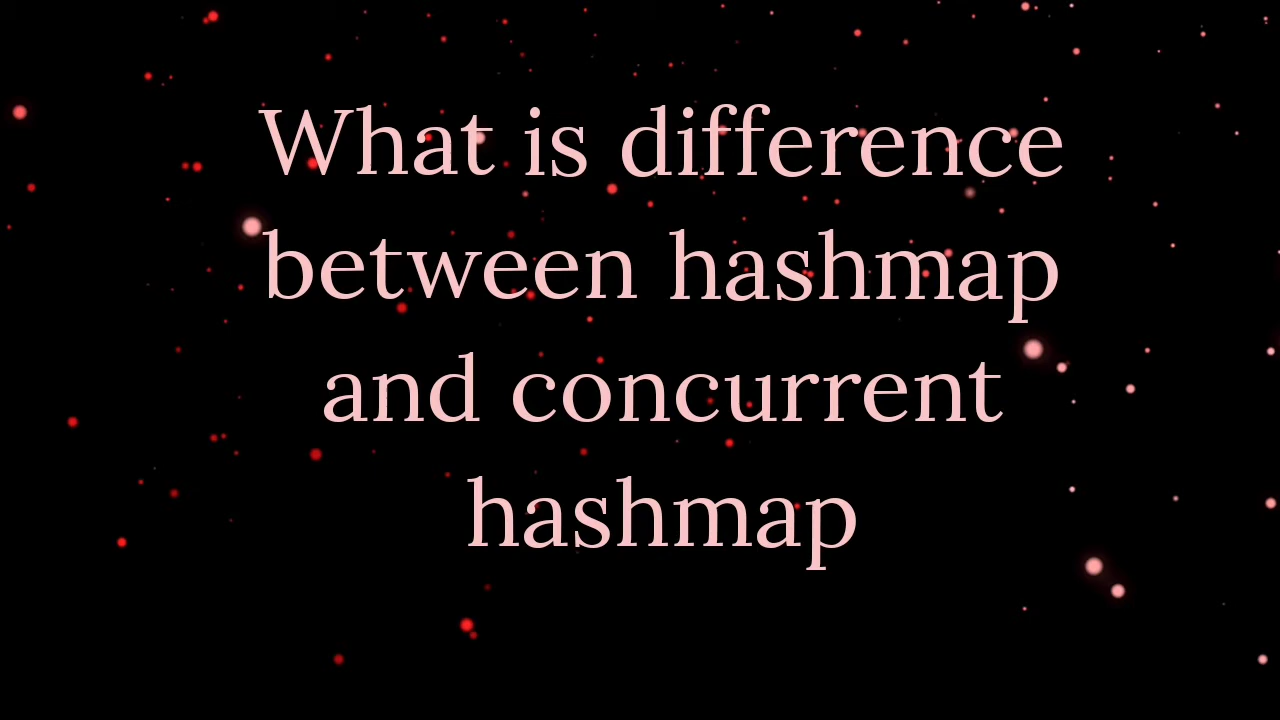 What is difference
between hashmap
and concurrent
hashmap